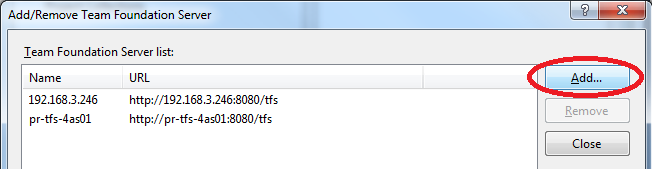 Add/Remove Team Foundation Server
Team Foundation Server list:
Name URL
Add...
192.168.3.246 http://192.168.3.246:8080/tfs
Remove
pr-tfs-4as01 http://pr-tfs-4as01:8080/tfs
Close